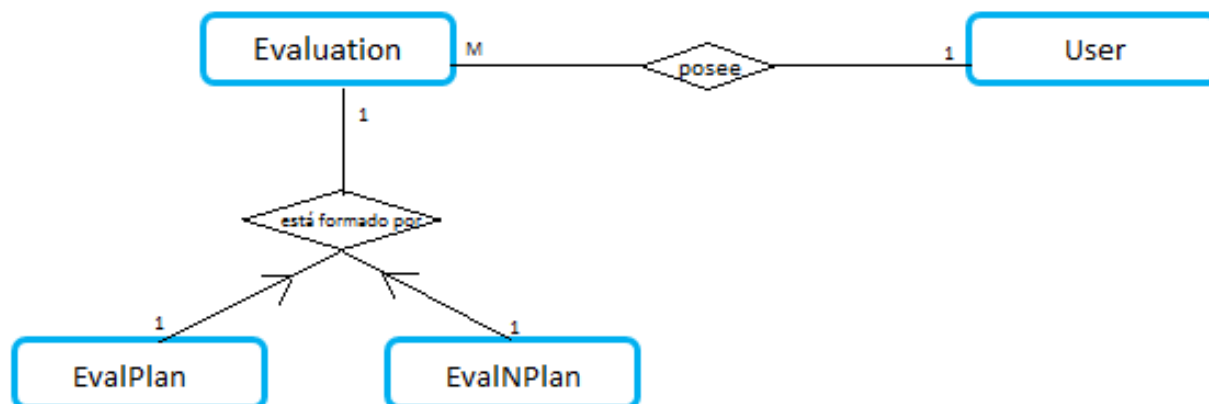 Evaluation
M
posee
1
User
1
está formado por
1
1
EvalPlan
EvalNPlan